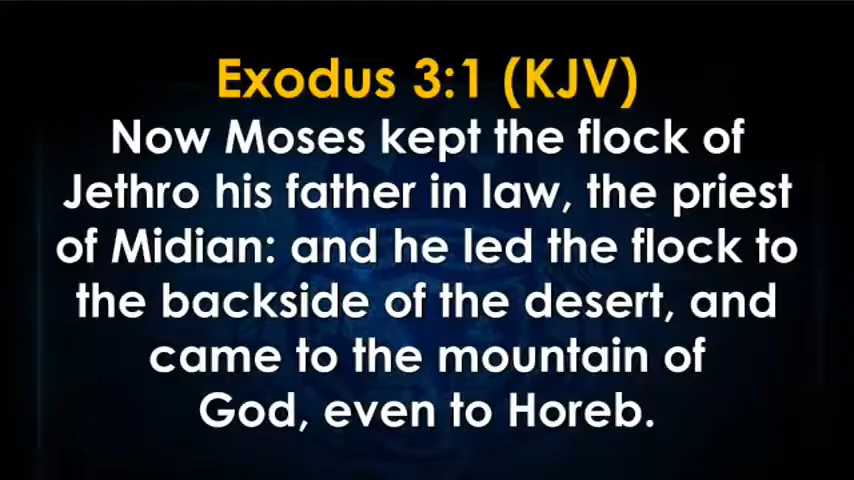 Exodus 3:1 (KJV)
Now Moses kept the flock of
Jethro his father in law, the priest
of Midian: and he led the flock to
the backside of the desert, and
came to the mountain of
God, even to Horeb.